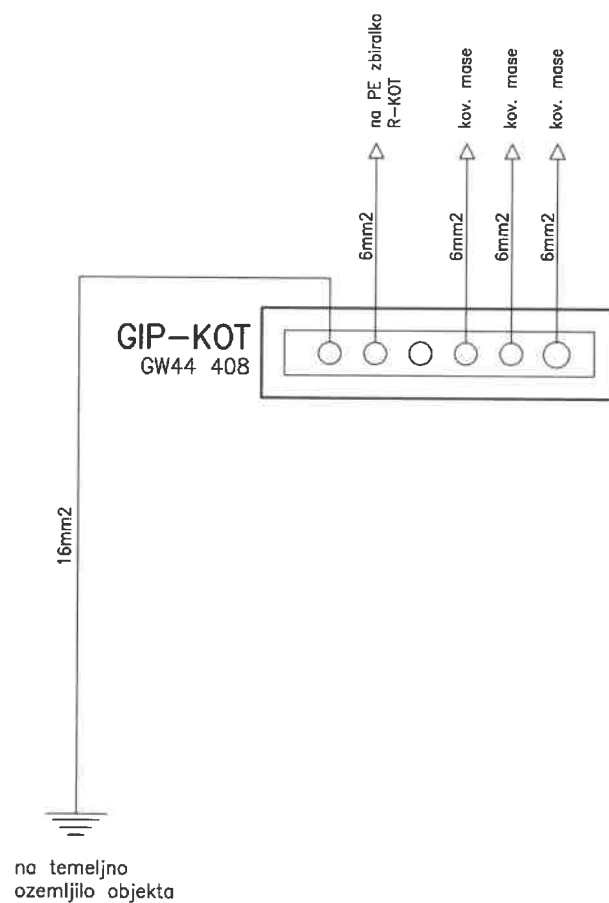 na PE zbiralko
R-KOT
kov. mase
kov. mase
kov. mase
6mm2
6mm2
6mm2
6mm2
GIP-KOT
GW44 408
16mm2
na temeljno
ozemljilo objekta